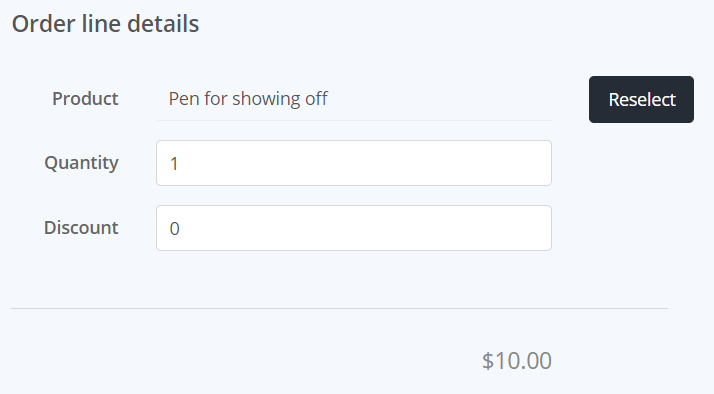 Order line details
Product Pen for showing off Reselect
Quantity 1
Discount 0
$10.00